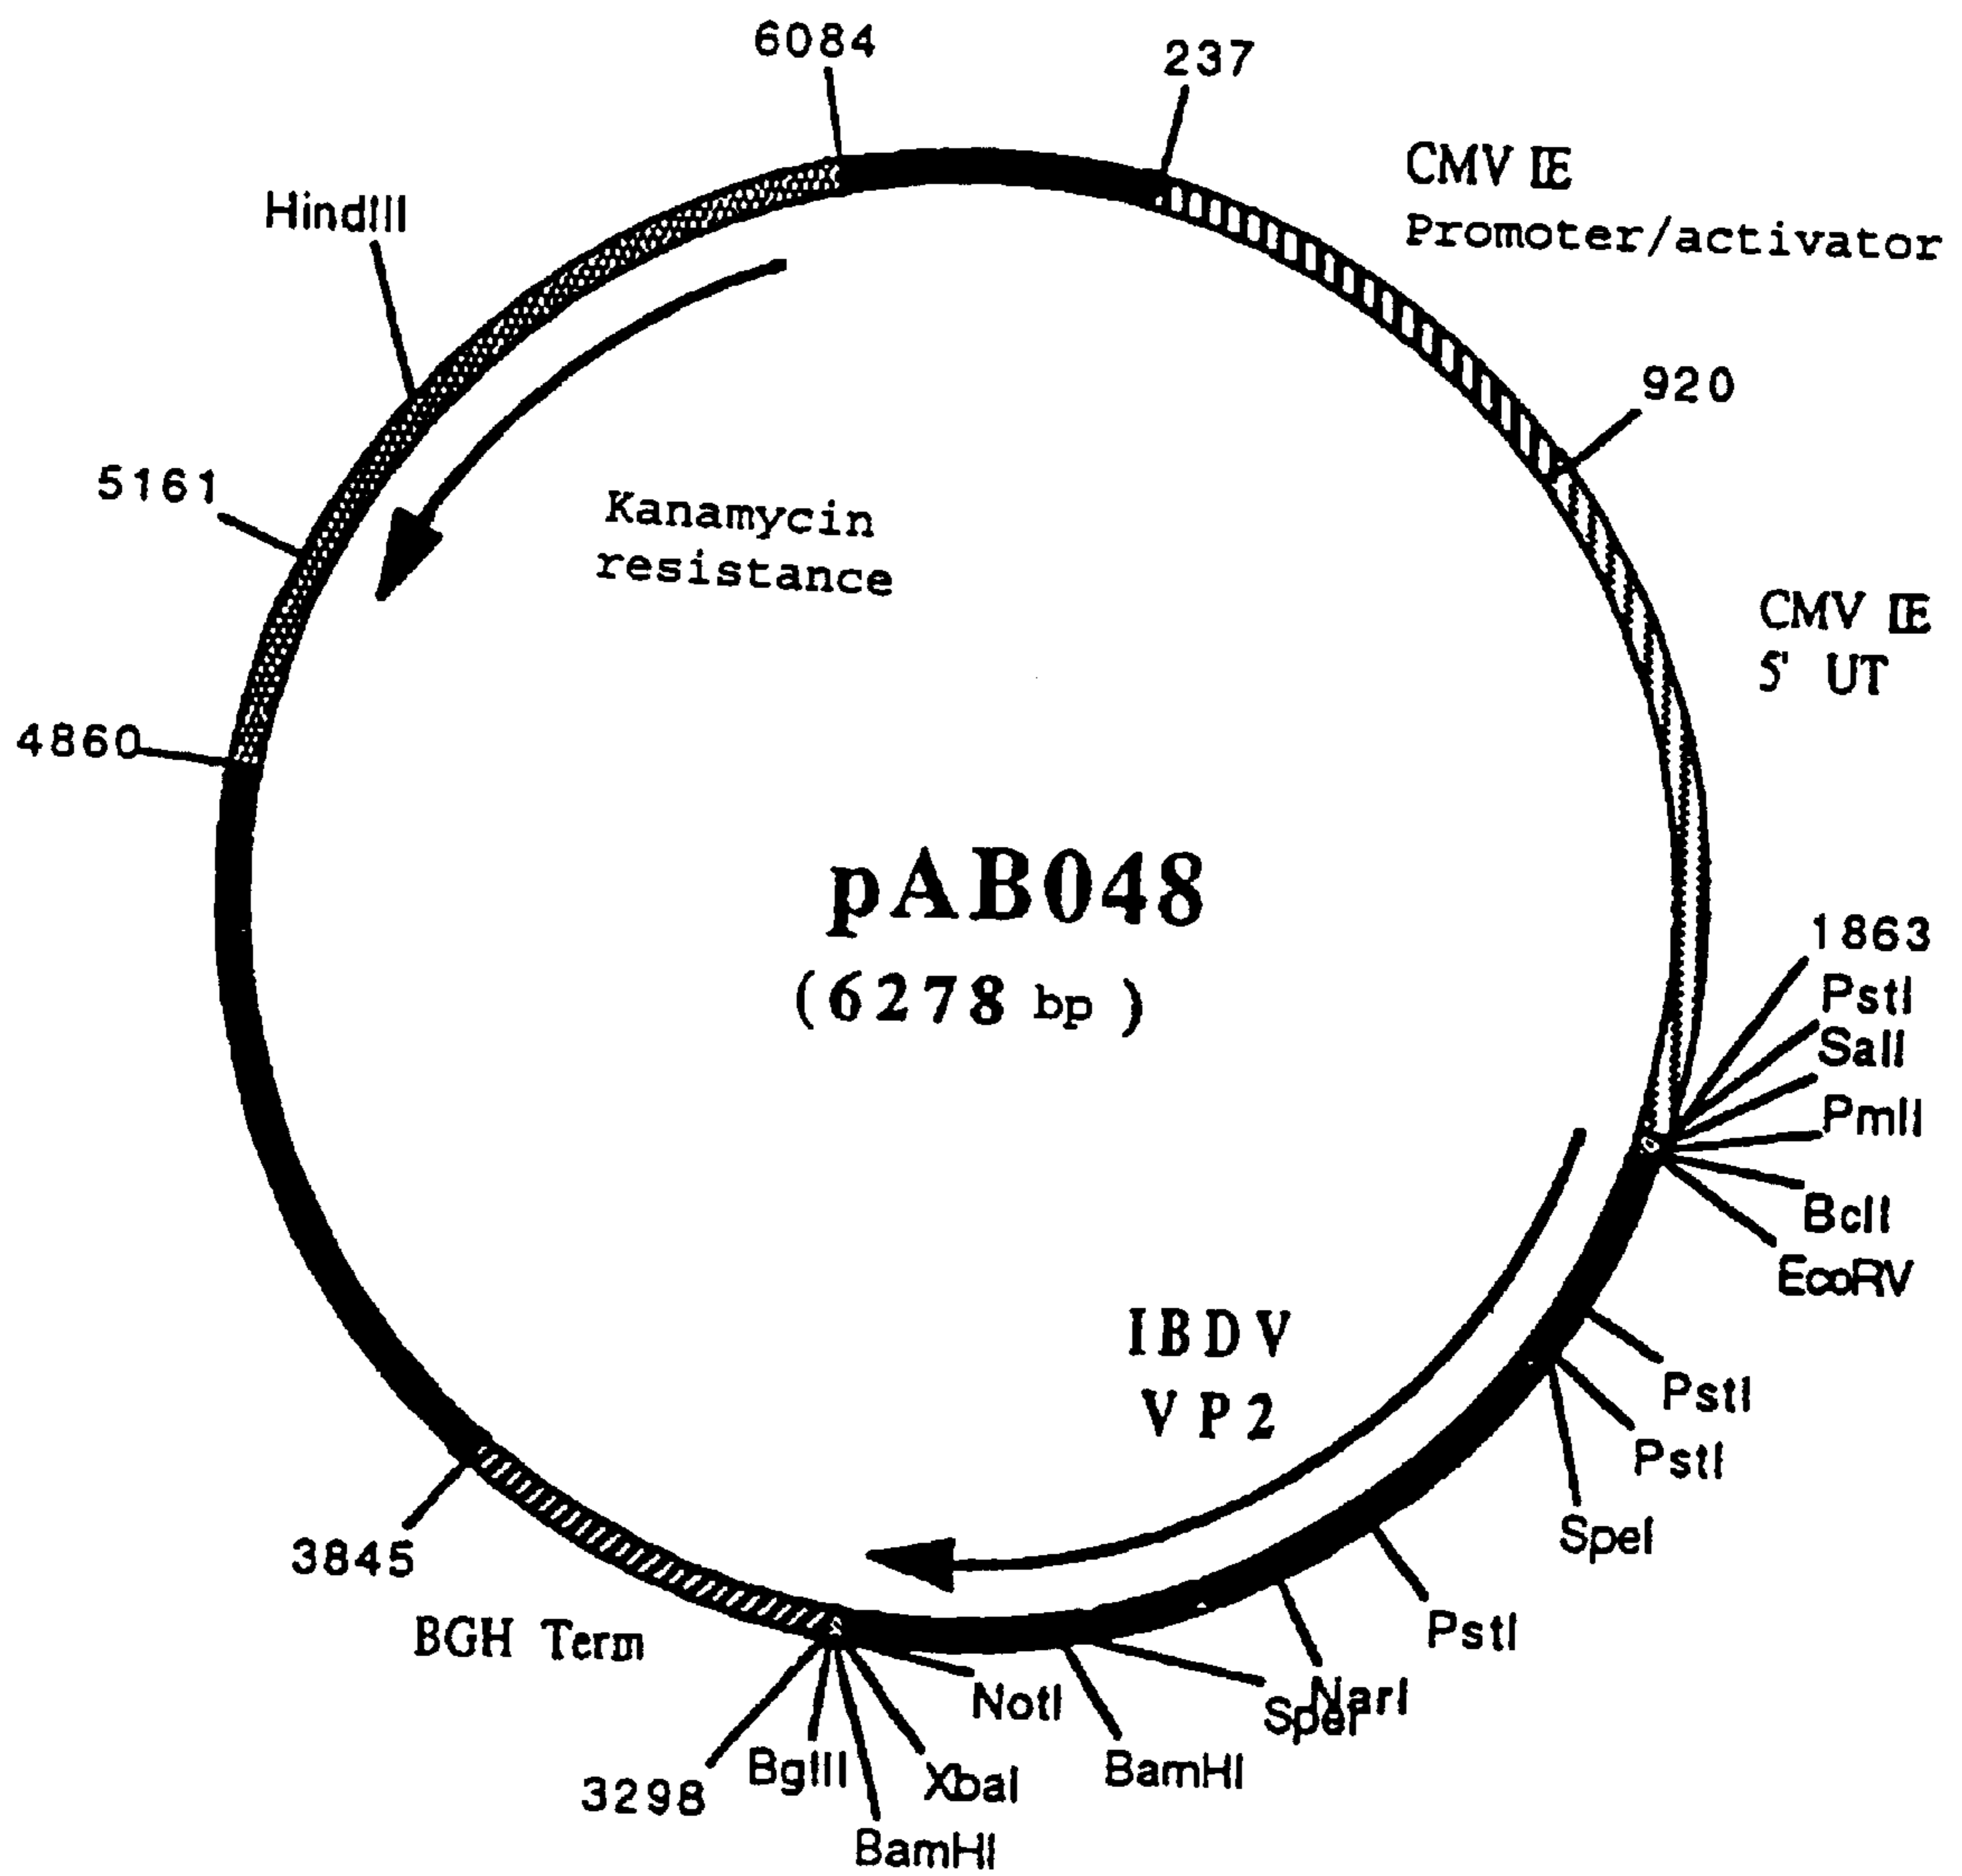 6084
237
CMV IE
Promoter/activator
HindIII
920
5161
Kanamycin
resistance
CMV IE
5' UT
4860
pAB048
(6278 bp)
1863
PstI
SalI
PmlI
BclI
EcoRV
IBDV
VP2
PstI
PstI
SpeI
3845
BGH Term
PstI
NarI
SpeI
NotI
BamHI
XbaI
BglII
3298
BamHI